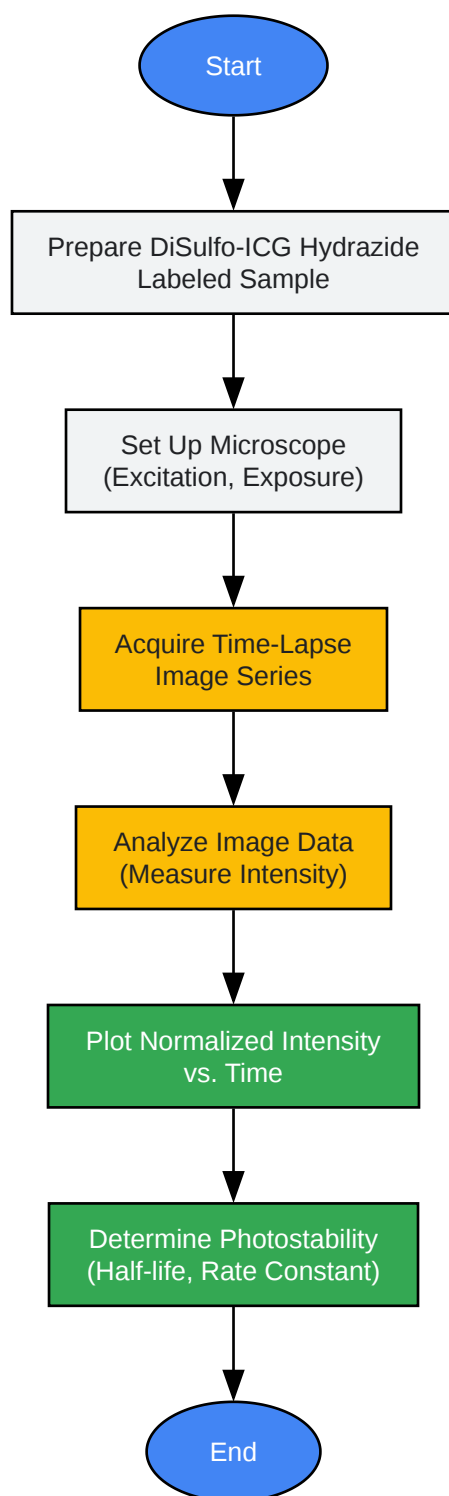 Start
Prepare DiSulfo-ICG Hydrazide
Labeled Sample
Set Up Microscope
(Excitation, Exposure)
Acquire Time-Lapse
Image Series
Analyze Image Data
(Measure Intensity)
Plot Normalized Intensity
vs. Time
Determine Photostability
(Half-life, Rate Constant)
End